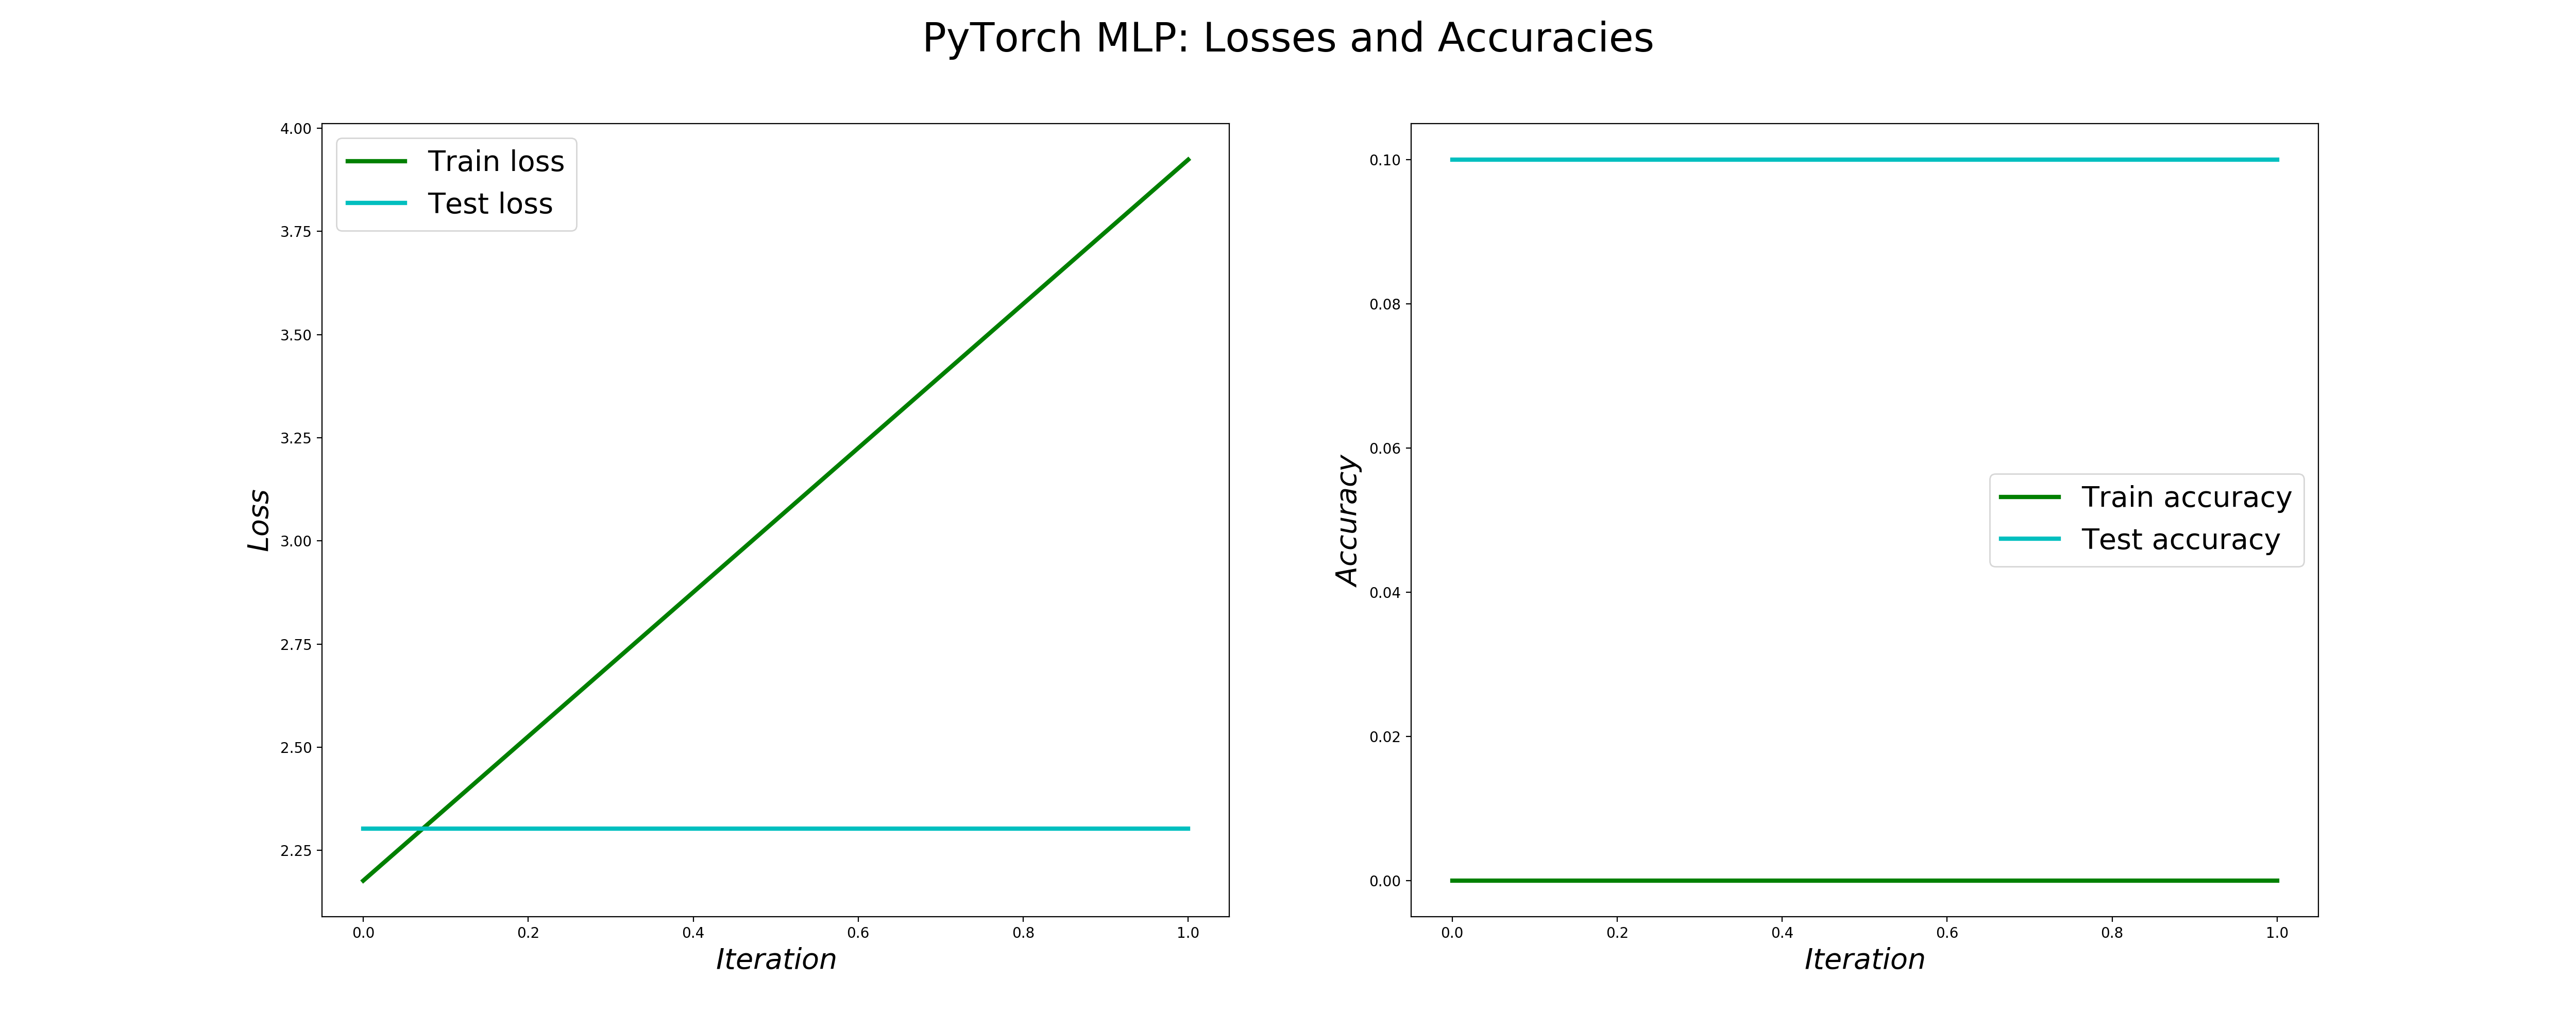 PyTorch MLP: Losses and Accuracies
4.00
3.75
3.50
3.25
3.00
2.75
2.50
2.25
Loss
Train loss
Test loss
0.0 0.2 0.4 0.6 0.8 1.0
Iteration
0.10
0.08
0.06
0.04
0.02
0.00
Accuracy
Train accuracy
Test accuracy
0.0 0.2 0.4 0.6 0.8 1.0
Iteration